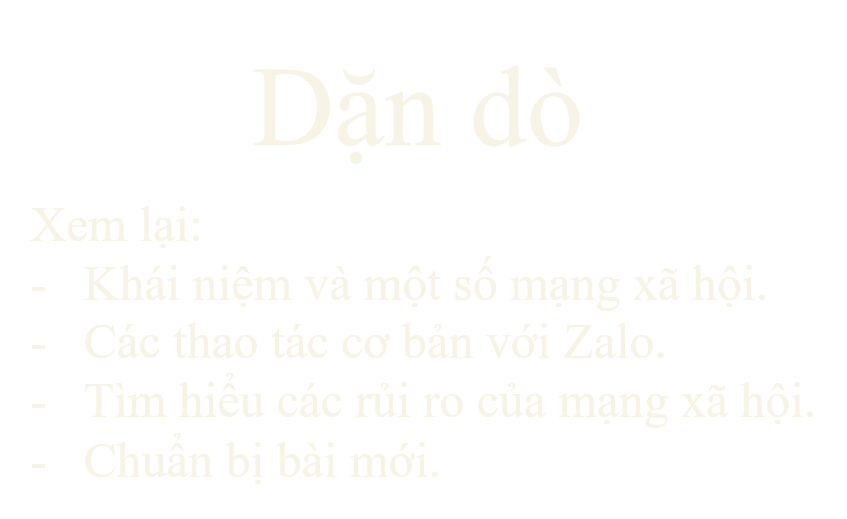 Dặn dò
Xem lại:
- Khái niệm và một số mạng xã hội.
- Các thao tác cơ bản với Zalo.
- Tìm hiểu các rủi ro của mạng xã hội.
- Chuẩn bị bài mới.